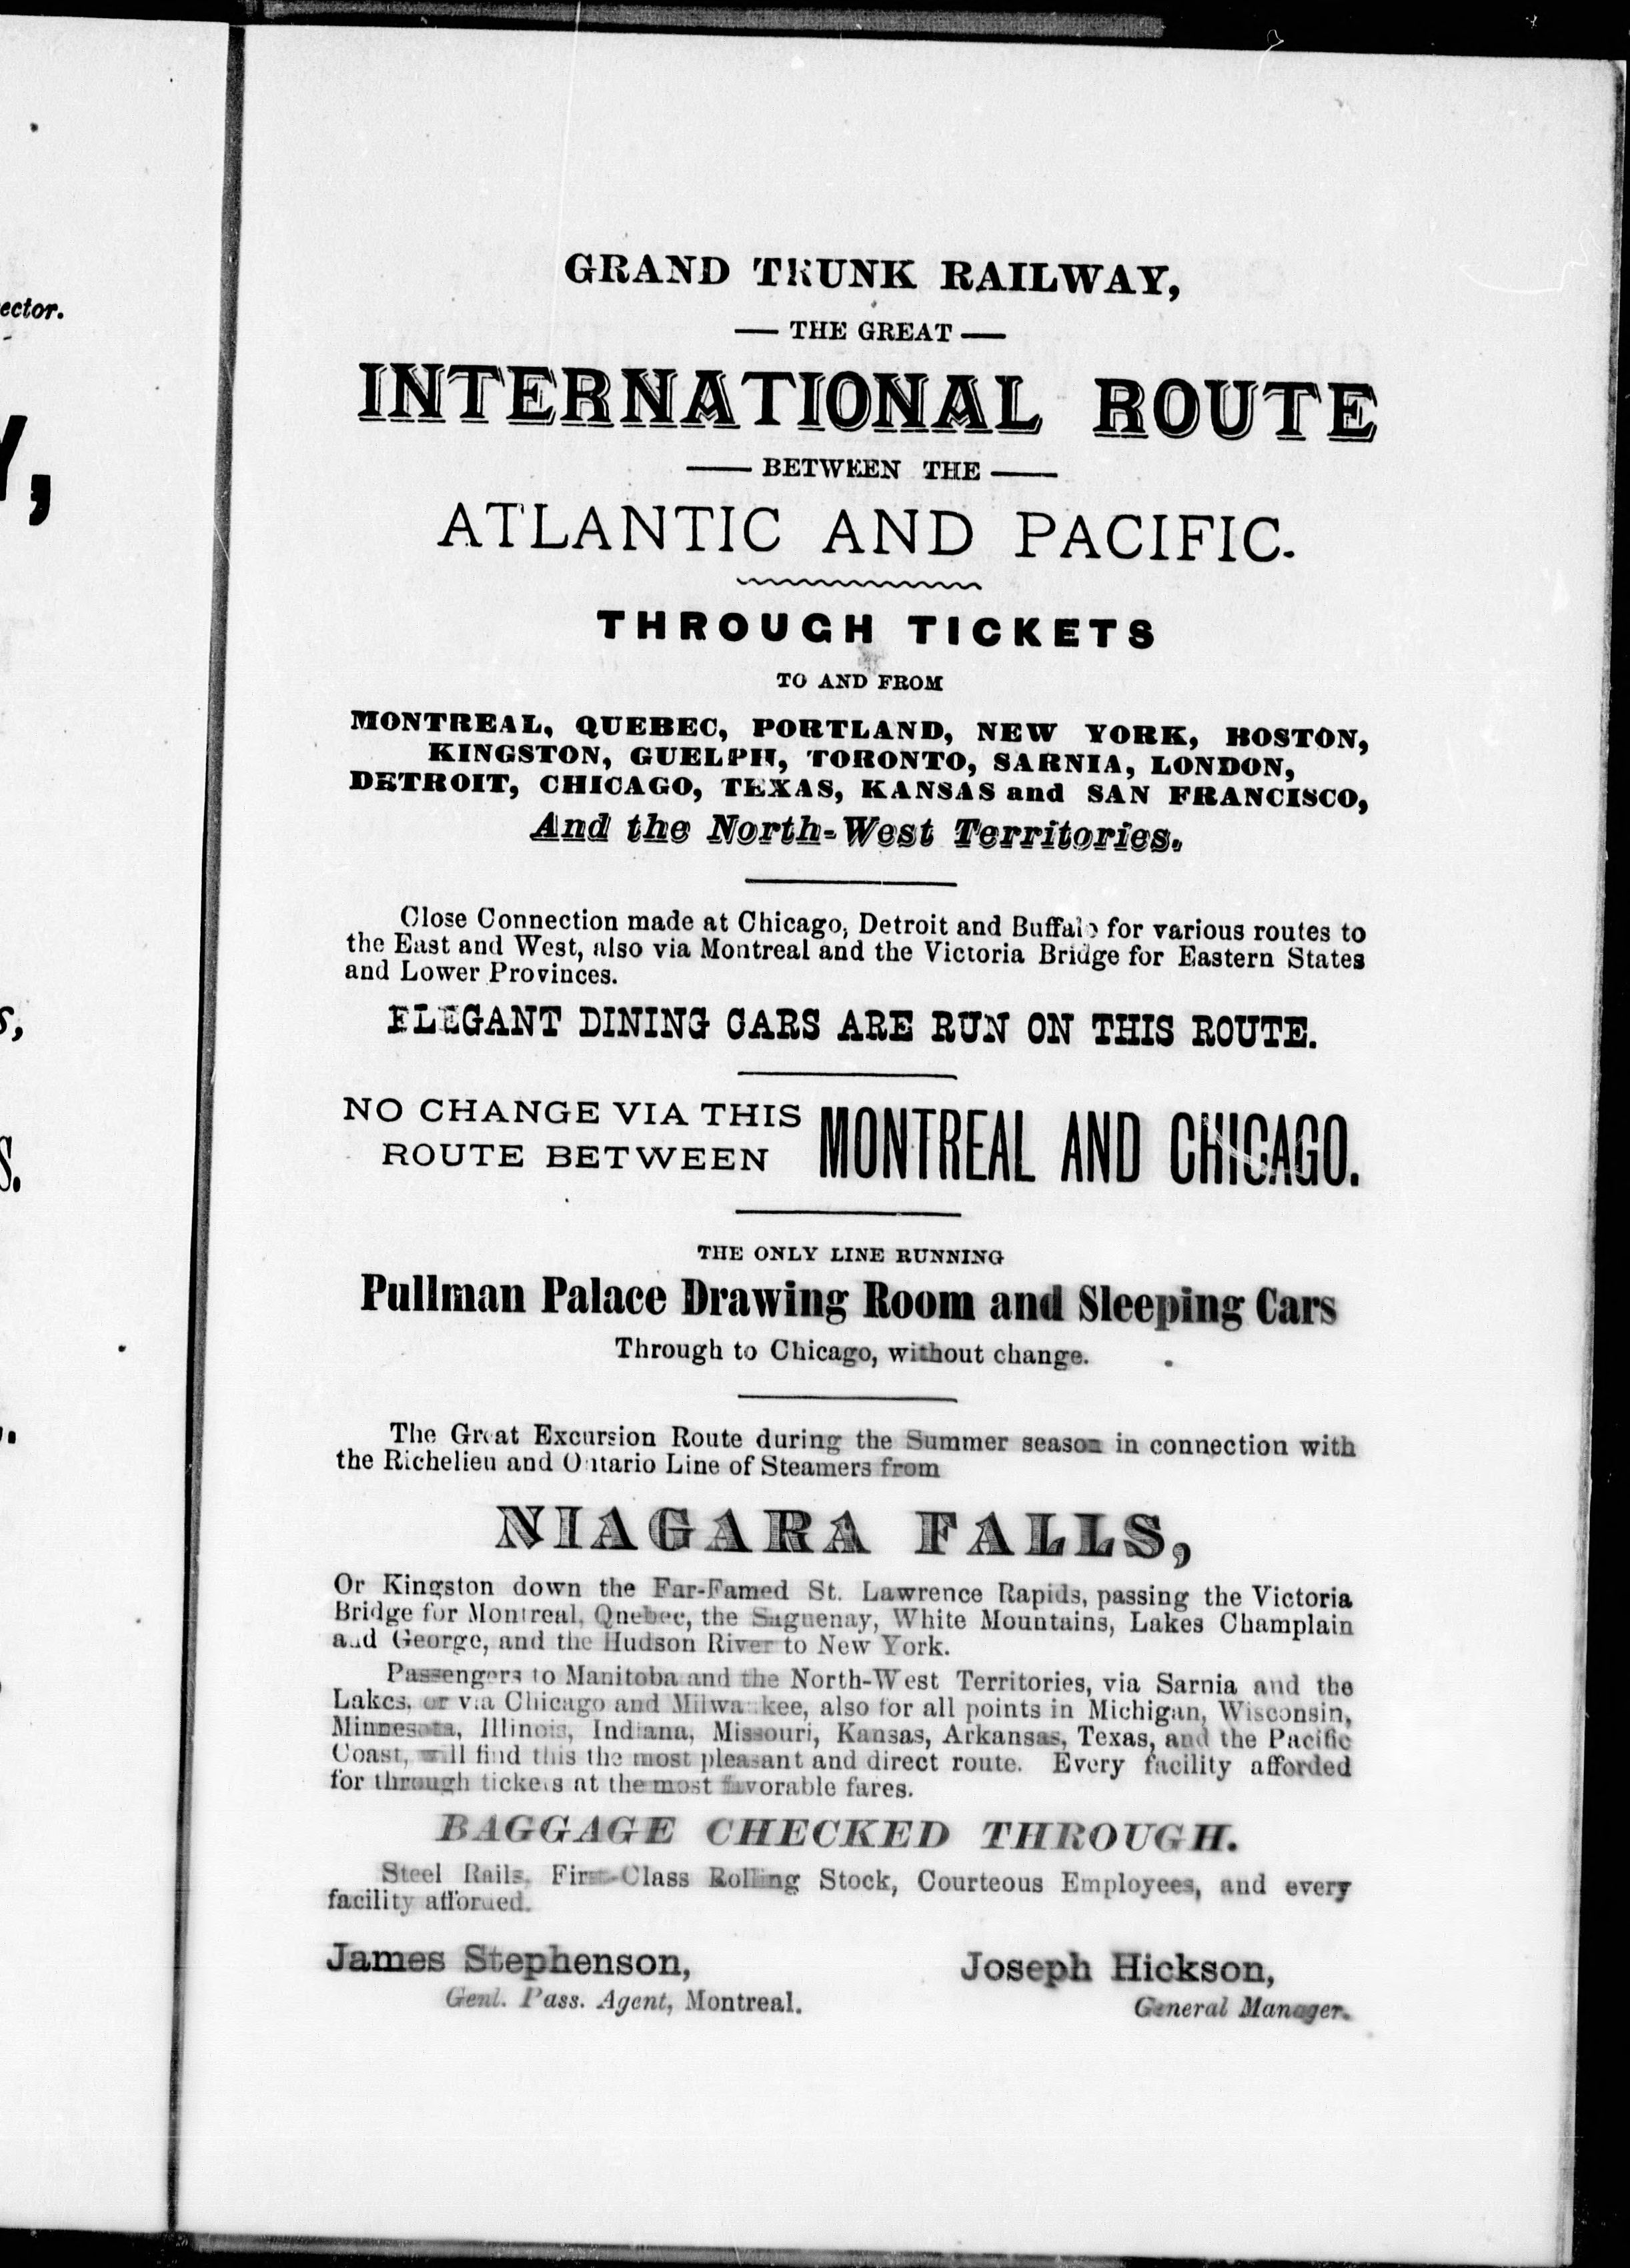 ector.
Y,
S,
S.
GRAND TRUNK RAILWAY,
— THE GREAT —
INTERNATIONAL ROUTE
— BETWEEN THE —
ATLANTIC AND PACIFIC.
THROUGH TICKETS
TO AND FROM
MONTREAL, QUEBEC, PORTLAND, NEW YORK, BOSTON,
KINGSTON, GUELPH, TORONTO, SARNIA, LONDON,
DETROIT, CHICAGO, TEXAS, KANSAS and SAN FRANCISCO,
And the North-West Territories.
Close Connection made at Chicago, Detroit and Buffalo for various routes to
the East and West, also via Montreal and the Victoria Bridge for Eastern States
and Lower Provinces.
ELEGANT DINING CARS ARE RUN ON THIS ROUTE.
NO CHANGE VIA THIS
ROUTE BETWEEN MONTREAL AND CHICAGO.
THE ONLY LINE RUNNING
Pullman Palace Drawing Room and Sleeping Cars
Through to Chicago, without change.
The Great Excursion Route during the Summer season in connection with
the Richelieu and Ontario Line of Steamers from
NIAGARA FALLS,
Or Kingston down the Far-Famed St. Lawrence Rapids, passing the Victoria
Bridge for Montreal, Quebec, the Saguenay, White Mountains, Lakes Champlain
and George, and the Hudson River to New York.
Passengers to Manitoba and the North-West Territories, via Sarnia and the
Lakes, or via Chicago and Milwaukee, also for all points in Michigan, Wisconsin,
Minnesota, Illinois, Indiana, Missouri, Kansas, Arkansas, Texas, and the Pacific
Coast, will find this the most pleasant and direct route. Every facility afforded
for through tickets at the most favorable fares.
BAGGAGE CHECKED THROUGH.
Steel Rails, First-Class Rolling Stock, Courteous Employees, and every
facility afforded.
James Stephenson, Joseph Hickson,
Genl. Pass. Agent, Montreal. General Manager.